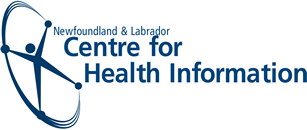 Newfoundland & Labrador
Centre for
Health Information